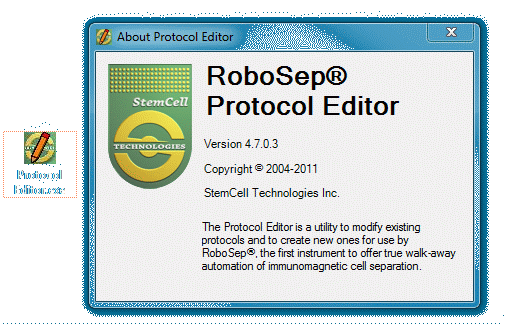 About Protocol Editor
StemCell
TECHNOLOGIES
RoboSep®
Protocol Editor
Version 4.7.0.3
Copyright © 2004-2011
StemCell Technologies Inc.
The Protocol Editor is a utility to modify existing
protocols and to create new ones for use by
RoboSep®, the first instrument to offer true walk-away
automation of immunomagnetic cell separation.
Protocol
Editor.exe